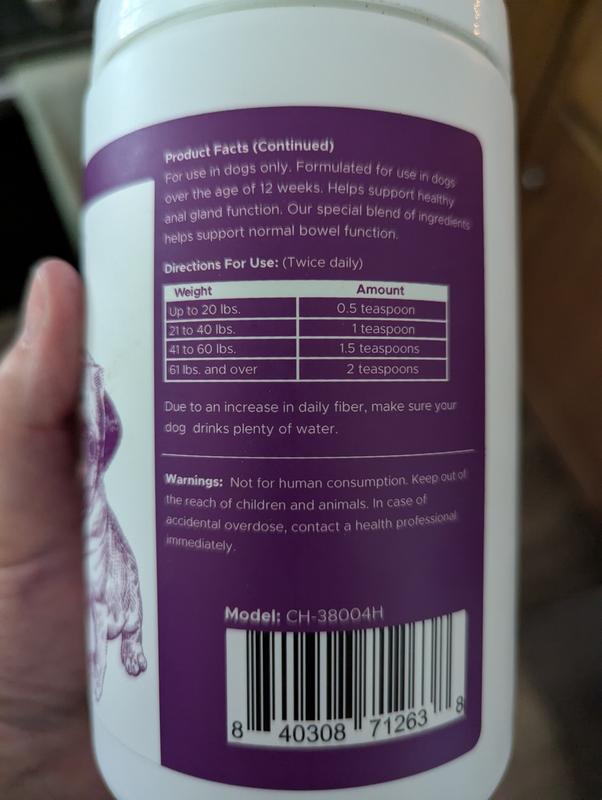 Product Facts (Continued)
For use in dogs only. Formulated for use in dogs
over the age of 12 weeks. Helps support healthy
anal gland function. Our special blend of ingredients
helps support normal bowel function.
Directions For Use: (Twice daily)
Weight Amount
Up to 20 lbs. 0.5 teaspoon
21 to 40 lbs. 1 teaspoon
41 to 60 lbs. 1.5 teaspoons
61 lbs. and over 2 teaspoons
Due to an increase in daily fiber, make sure your
dog drinks plenty of water.
Warnings: Not for human consumption. Keep out of
the reach of children and animals. In case of
accidental overdose, contact a health professional
immediately.
Model: CH-38004H
8 40308 71263 8